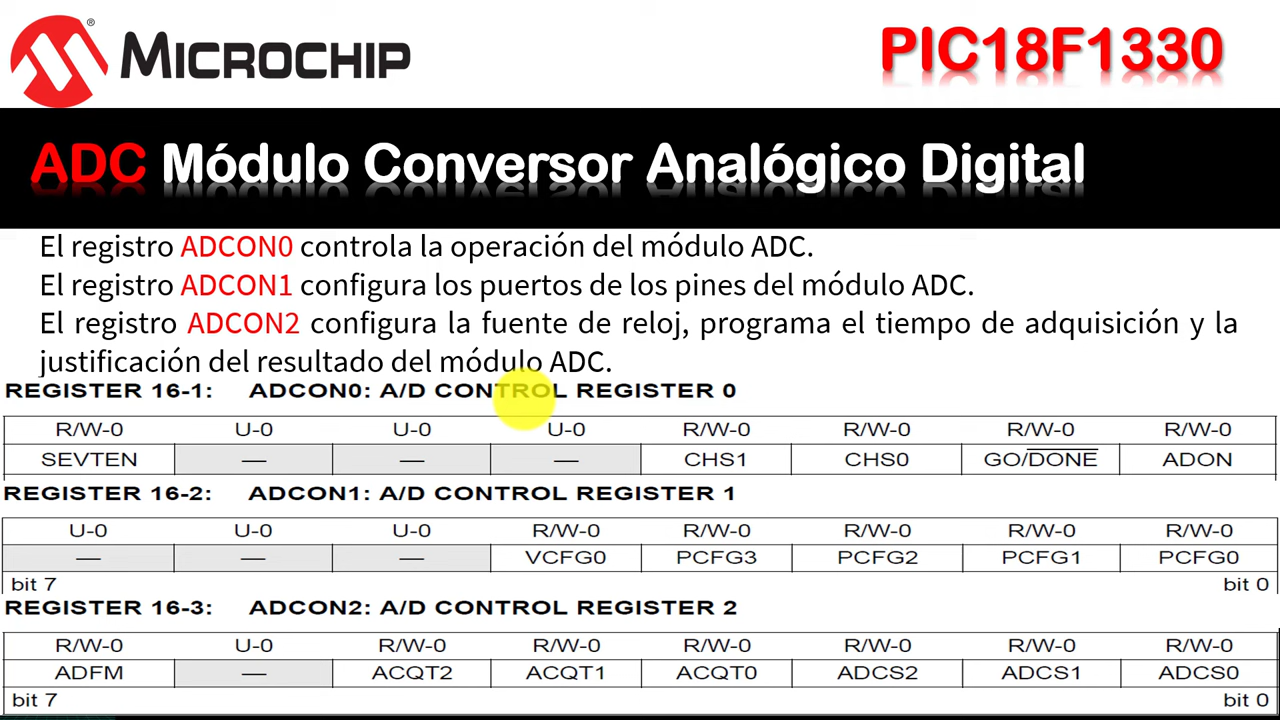 MICROCHIP
PIC18F1330
ADC Módulo Conversor Analógico Digital
El registro ADCON0 controla la operación del módulo ADC.
El registro ADCON1 configura los puertos de los pines del módulo ADC.
El registro ADCON2 configura la fuente de reloj, programa el tiempo de adquisición y la
justificación del resultado del módulo ADC.
REGISTER 16-1: ADCON0: A/D CONTROL REGISTER 0
R/W-0 U-0 U-0 U-0 R/W-0 R/W-0 R/W-0 R/W-0
SEVTEN — — — CHS1 CHS0 GO/DONE ADON
REGISTER 16-2: ADCON1: A/D CONTROL REGISTER 1
U-0 U-0 U-0 R/W-0 R/W-0 R/W-0 R/W-0 R/W-0
— — — VCFG0 PCFG3 PCFG2 PCFG1 PCFG0
bit 7 bit 0
REGISTER 16-3: ADCON2: A/D CONTROL REGISTER 2
R/W-0 U-0 R/W-0 R/W-0 R/W-0 R/W-0 R/W-0 R/W-0
ADFM — ACQT2 ACQT1 ACQT0 ADCS2 ADCS1 ADCS0
bit 7 bit 0